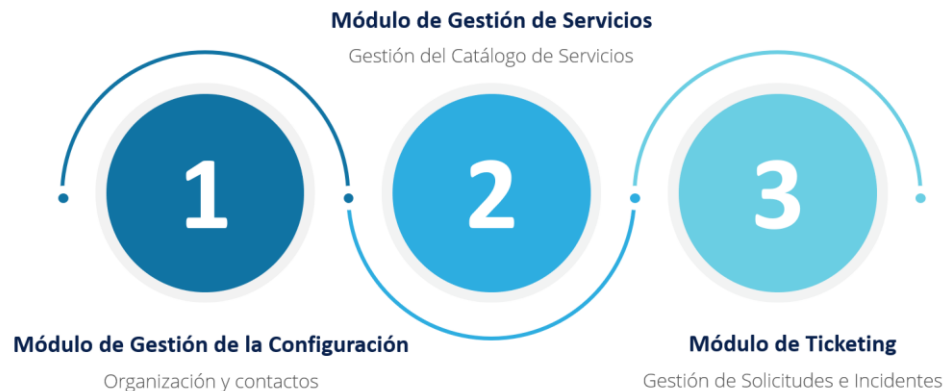 Módulo de Gestión de Servicios
Gestión del Catálogo de Servicios
1
2
3
Módulo de Gestión de la Configuración
Organización y contactos
Módulo de Ticketing
Gestión de Solicitudes e Incidentes